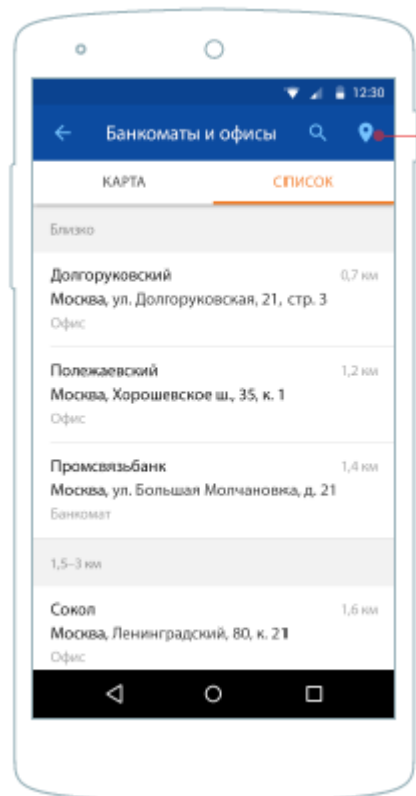 12:30
Банкоматы и офисы
КАРТА
СПИСОК
Близко
Долгоруковский 0,7 км
Москва, ул. Долгоруковская, 21, стр. 3
Офис
Полежаевский 1,2 км
Москва, Хорошевское ш., 35, к. 1
Офис
Промсвязьбанк 1,4 км
Москва, ул. Большая Молчановка, д. 21
Банкомат
1,5–3 км
Сокол 1,6 км
Москва, Ленинградский, 80, к. 21
Офис